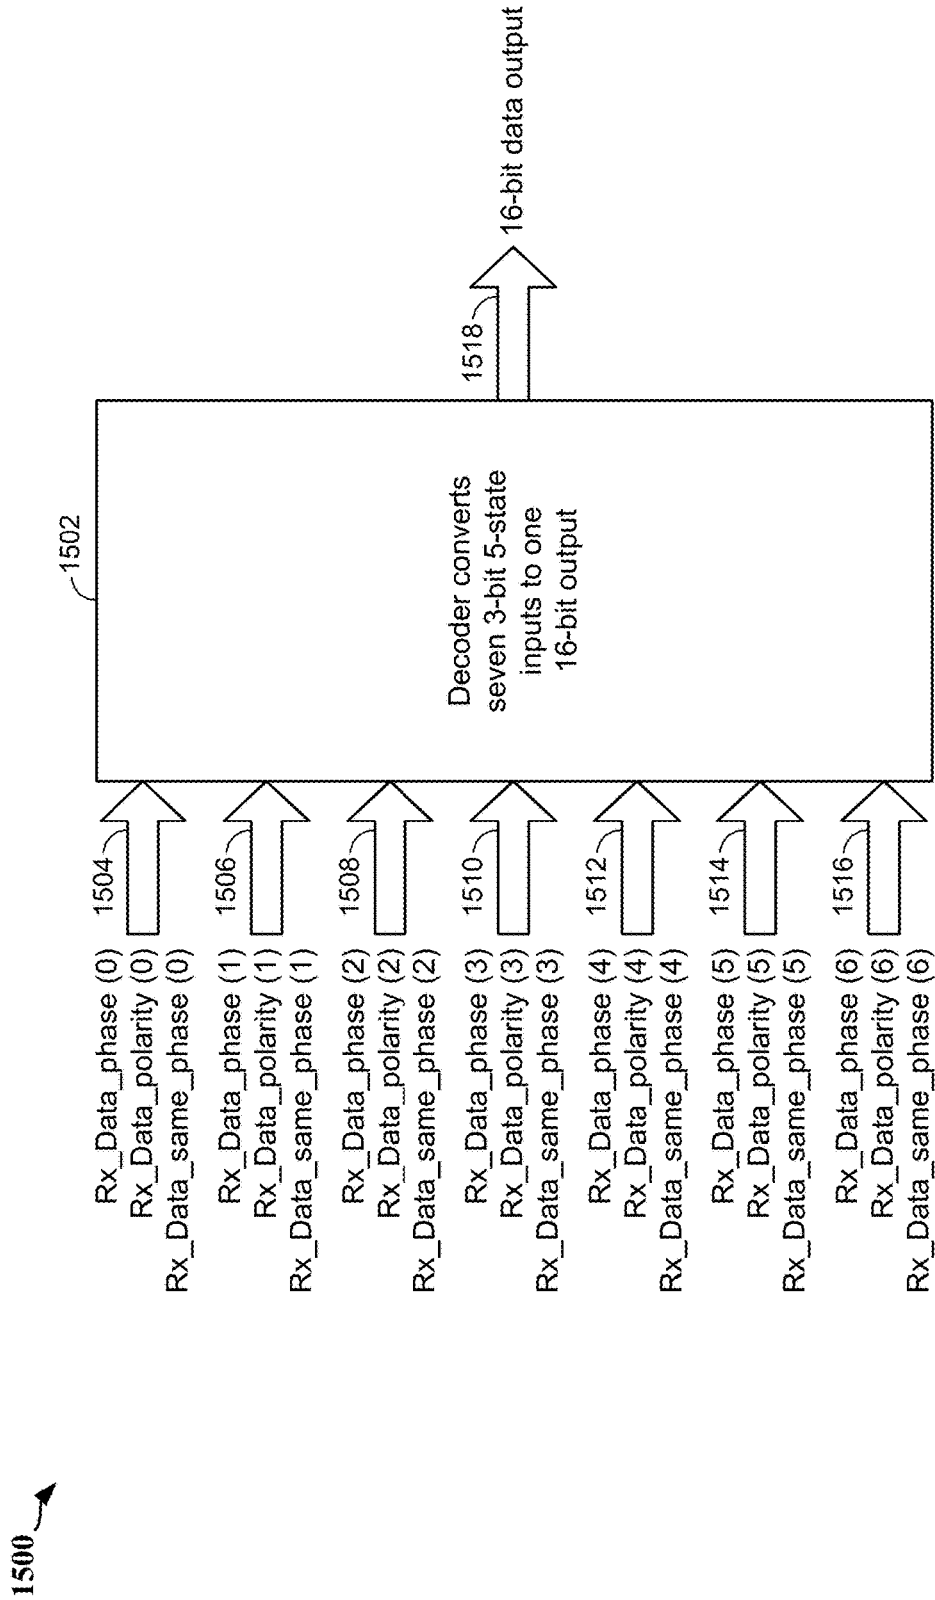 1500
1502
Rx_Data_phase (0)
Rx_Data_polarity (0)
Rx_Data_same_phase (0)
1504
Rx_Data_phase (1)
Rx_Data_polarity (1)
Rx_Data_same_phase (1)
1506
Rx_Data_phase (2)
Rx_Data_polarity (2)
Rx_Data_same_phase (2)
1508
Rx_Data_phase (3)
Rx_Data_polarity (3)
Rx_Data_same_phase (3)
1510
Rx_Data_phase (4)
Rx_Data_polarity (4)
Rx_Data_same_phase (4)
1512
Rx_Data_phase (5)
Rx_Data_polarity (5)
Rx_Data_same_phase (5)
1514
Rx_Data_phase (6)
Rx_Data_polarity (6)
Rx_Data_same_phase (6)
1516
Decoder converts
seven 3-bit 5-state
inputs to one
16-bit output
1518
16-bit data output